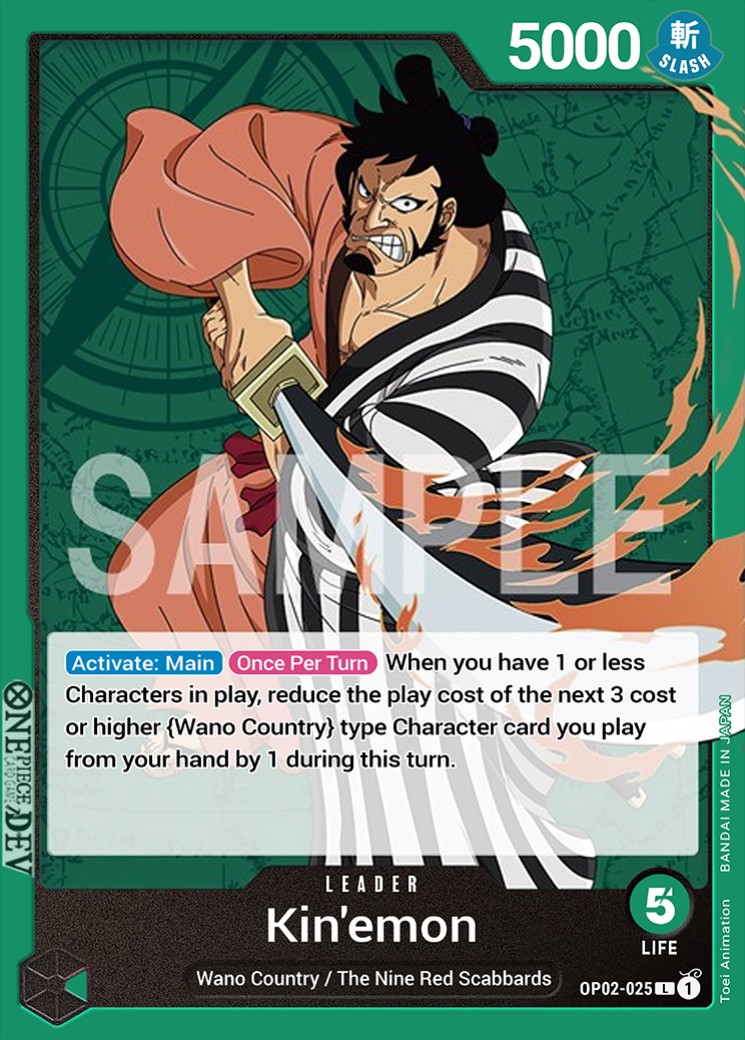 5000
斬
SLASH
SAMPLE
Activate: Main Once Per Turn When you have 1 or less
Characters in play, reduce the play cost of the next 3 cost
or higher {Wano Country} type Character card you play
from your hand by 1 during this turn.
ONE PIECE
CARD GAME
DEV
BANDAI MADE IN JAPAN
Toei Animation
LEADER
Kin'emon
5
LIFE
Wano Country / The Nine Red Scabbards
OP02-025 L 1